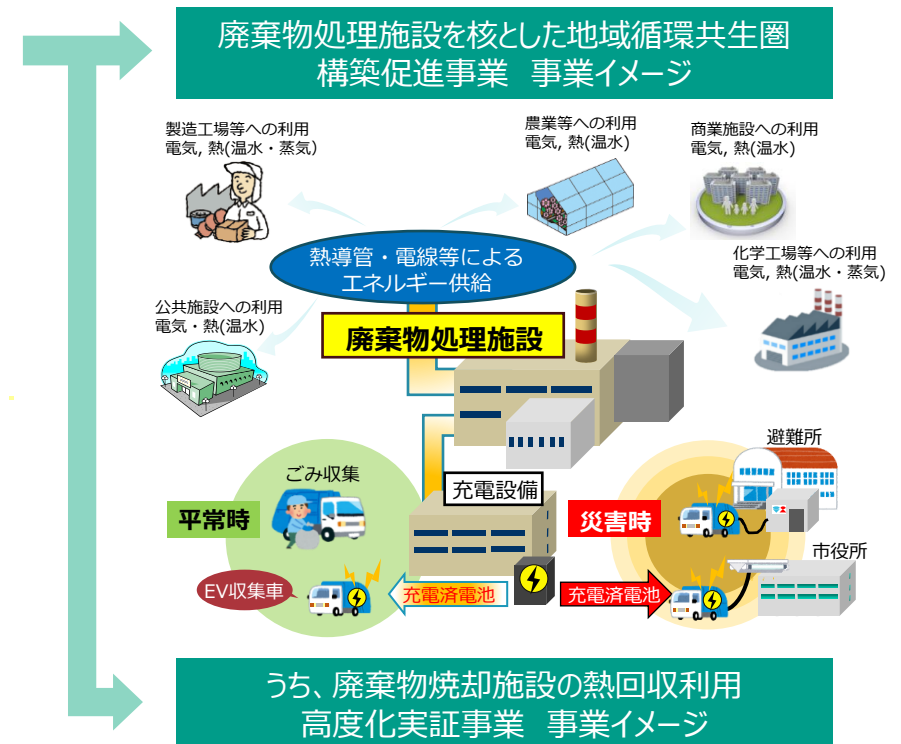 廃棄物処理施設を核とした地域循環共生圏
構築促進事業 事業イメージ
製造工場等への利用
電気, 熱(温水・蒸気)
農業等への利用
電気, 熱(温水)
商業施設への利用
電気, 熱(温水)
熱導管・電線等による
エネルギー供給
化学工場等への利用
電気, 熱(温水・蒸気)
公共施設への利用
電気・熱(温水)
廃棄物処理施設
避難所
ごみ収集
充電設備
平常時
災害時
市役所
EV収集車
充電済電池
充電済電池
うち、廃棄物焼却施設の熱回収利用
高度化実証事業 事業イメージ